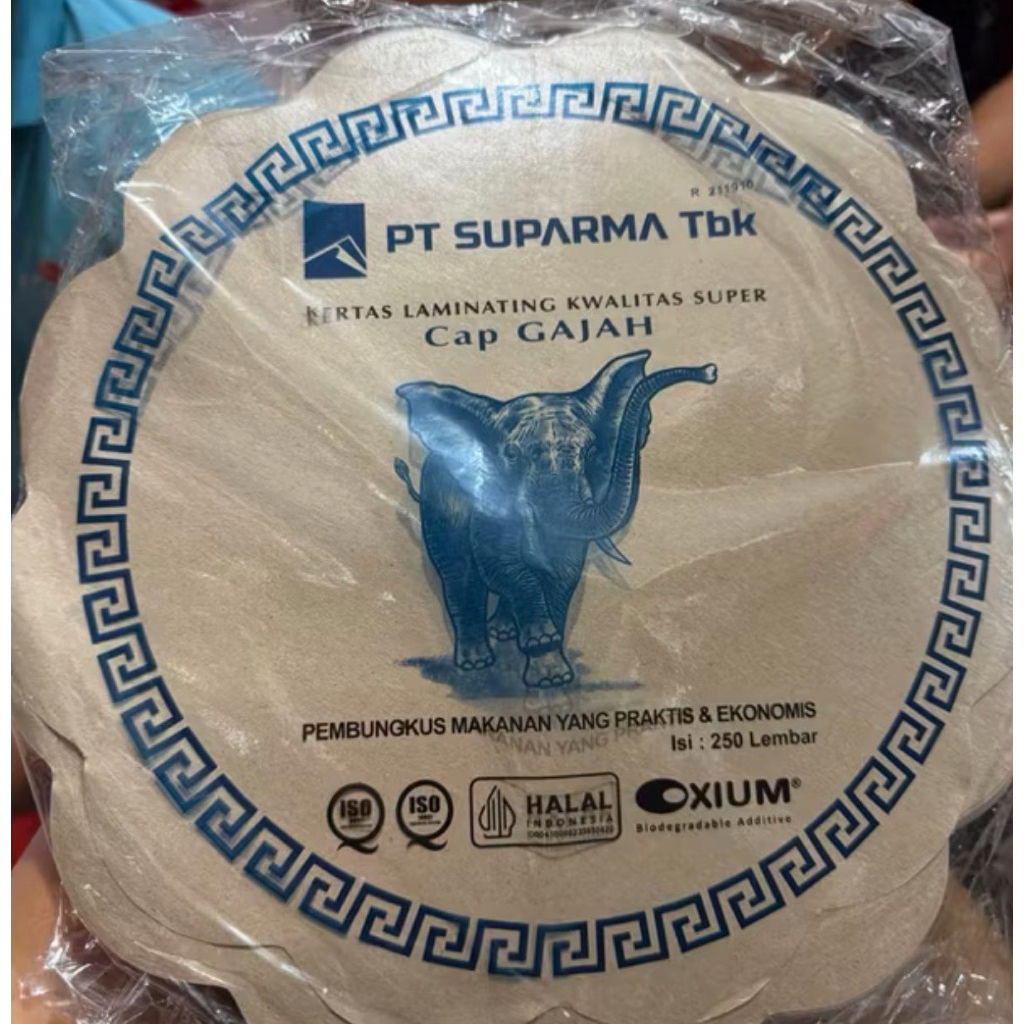 R 211910
PT SUPARMA Tbk
KERTAS LAMINATING KWALITAS SUPER
Cap GAJAH
PEMBUNGKUS MAKANAN YANG PRAKTIS & EKONOMIS
Isi : 250 Lembar
ISO
ISO
HALAL
INDONESIA
OXIUM®
Biodegradable Additive